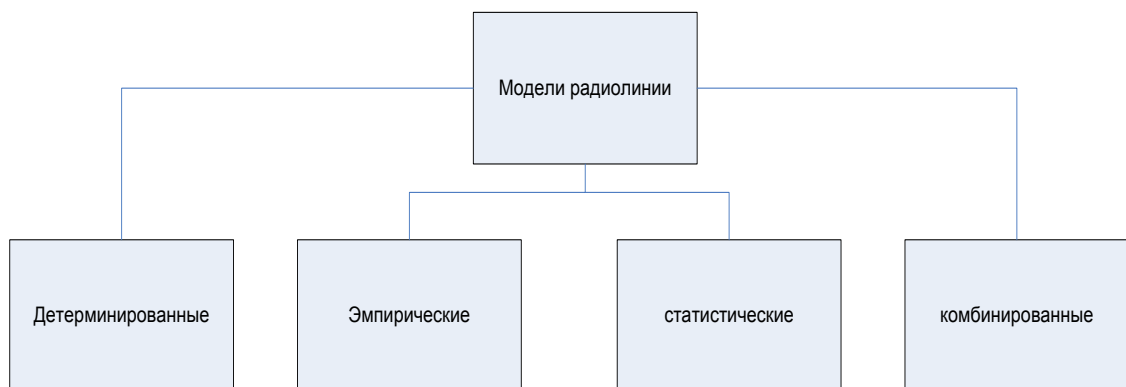 Модели радиолинии
Детерминированные
Эмпирические
статистические
комбинированные